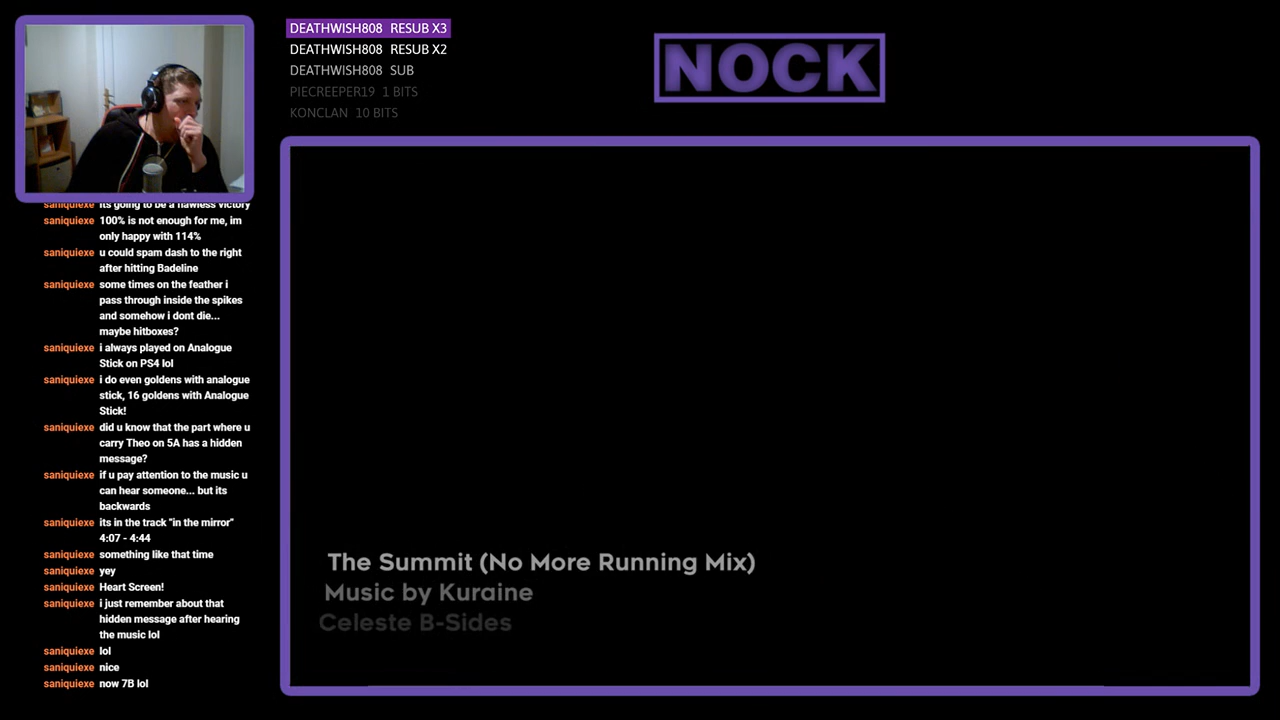 DEATHWISH808 RESUB X3
DEATHWISH808 RESUB X2
DEATHWISH808 SUB
PIECREEPER19 1 BITS
KONCLAN 10 BITS
NOCK
saniquiexe its going to be a flawless victory
saniquiexe 100% is not enough for me, im
only happy with 114%
saniquiexe u could spam dash to the right
after hitting Badeline
saniquiexe some times on the feather i
pass through inside the spikes
and somehow i dont die...
maybe hitboxes?
saniquiexe i always played on Analogue
Stick on PS4 lol
saniquiexe i do even goldens with analogue
stick, 16 goldens with Analogue
Stick!
saniquiexe did u know that the part where u
carry Theo on 5A has a hidden
message?
saniquiexe if u pay attention to the music u
can hear someone... but its
backwards
saniquiexe its in the track "in the mirror"
4:07 - 4:44
saniquiexe something like that time
saniquiexe yey
saniquiexe Heart Screen!
saniquiexe i just remember about that
hidden message after hearing
the music lol
saniquiexe lol
saniquiexe nice
saniquiexe now 7B lol
The Summit (No More Running Mix)
Music by Kuraine
Celeste B-Sides